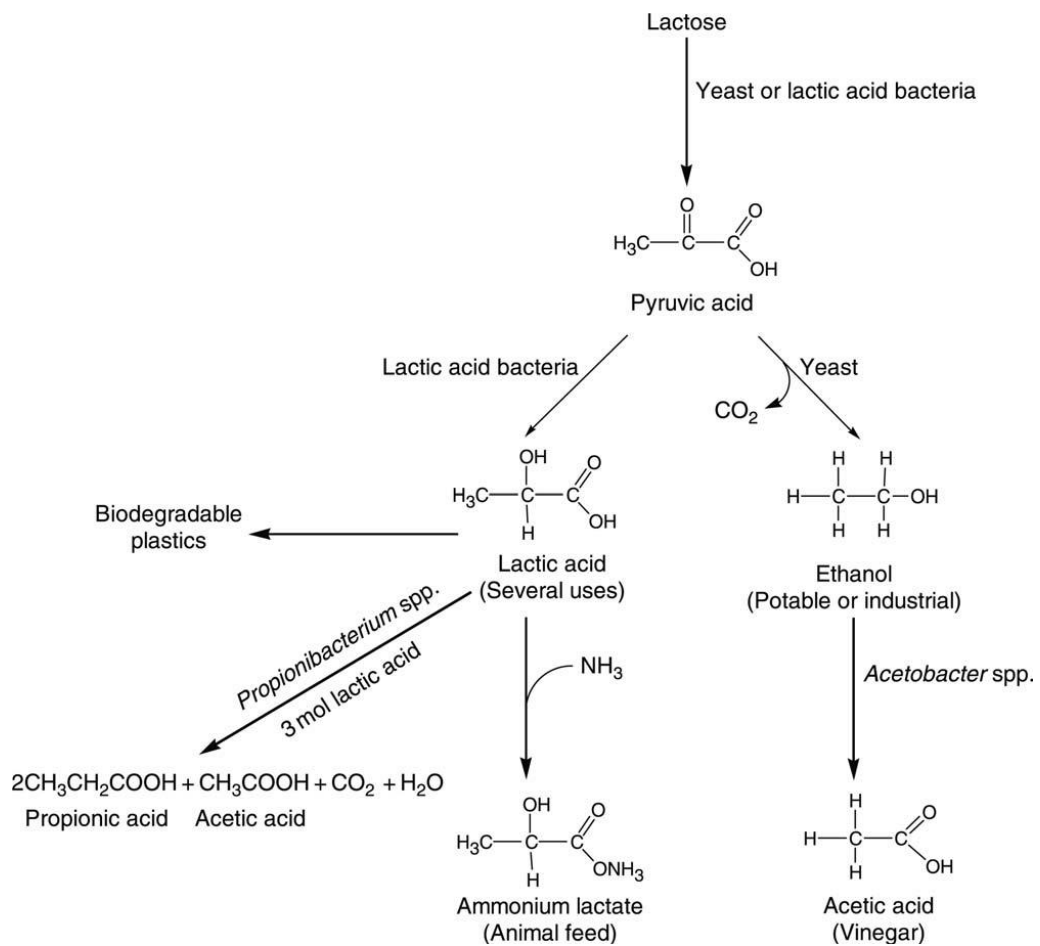 Lactose
Yeast or lactic acid bacteria
O
O
H₃C—C—C
OH
Pyruvic acid
Lactic acid bacteria
Yeast
CO₂
OH
O
H₃C—C—C
OH
H
H H
H—C—C—OH
H H
Biodegradable
plastics
Lactic acid
(Several uses)
Ethanol
(Potable or industrial)
Propionibacterium spp.
3 mol lactic acid
NH₃
Acetobacter spp.
2CH₃CH₂COOH + CH₃COOH + CO₂ + H₂O
Propionic acid Acetic acid
OH
O
H₃C—C—C
ONH₃
H
H
O
H—C—C
OH
H
Ammonium lactate
(Animal feed)
Acetic acid
(Vinegar)